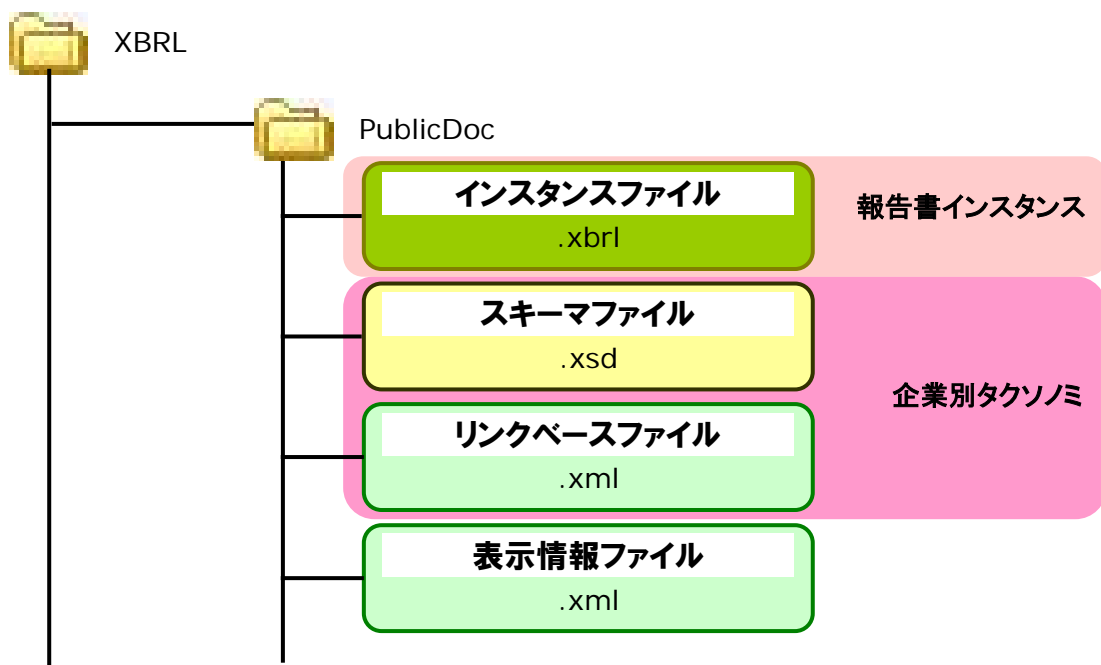 XBRL
PublicDoc
インスタンスファイル
.xbrl
報告書インスタンス
スキーマファイル
.xsd
企業別タクソノミ
リンクベースファイル
.xml
表示情報ファイル
.xml